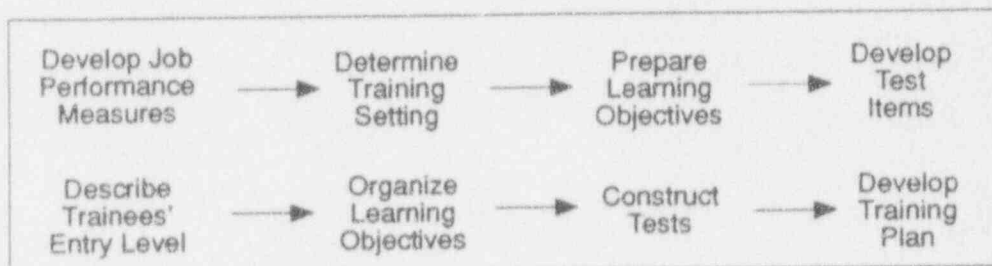 Develop Job
Performance
Measures
Determine
Training
Setting
Prepare
Learning
Objectives
Develop
Test
Items
Describe
Trainees'
Entry Level
Organize
Learning
Objectives
Construct
Tests
Develop
Training
Plan